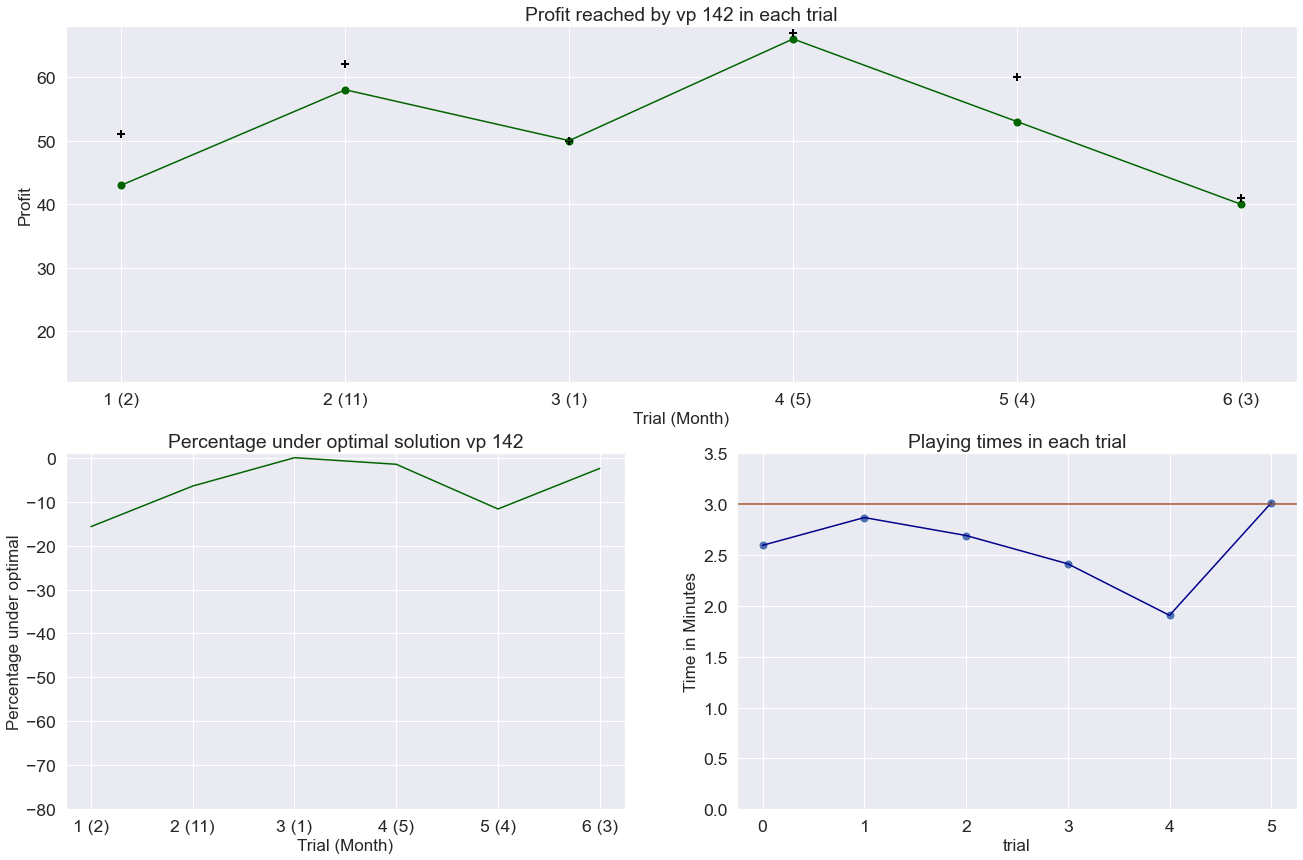 Profit reached by vp 142 in each trial
Profit
60
50
40
30
20
1 (2) 2 (11) 3 (1) 4 (5) 5 (4) 6 (3)
Trial (Month)
Percentage under optimal solution vp 142
Percentage under optimal
0
−10
−20
−30
−40
−50
−60
−70
−80
1 (2) 2 (11) 3 (1) 4 (5) 5 (4) 6 (3)
Trial (Month)
Playing times in each trial
Time in Minutes
3.5
3.0
2.5
2.0
1.5
1.0
0.5
0.0
0 1 2 3 4 5
trial